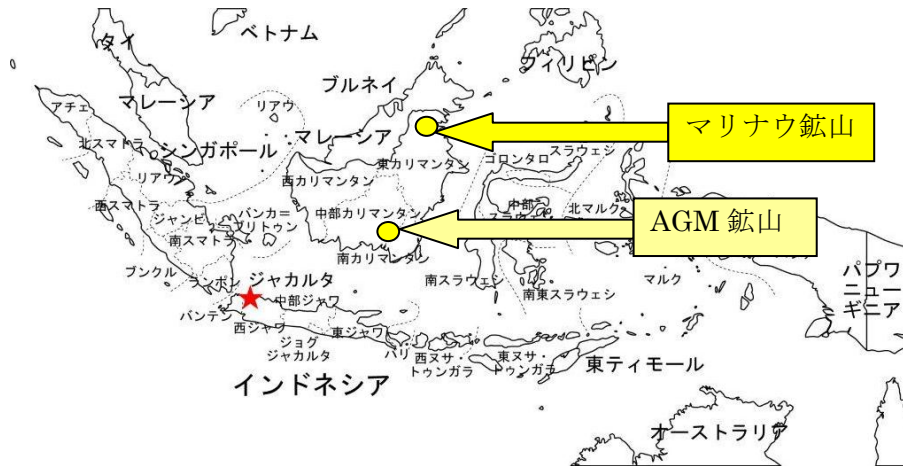 ベトナム
タイ
フィリピン
ブルネイ
マレーシア
リアウ
アチェ
マレーシア
マリナウ鉱山
北スマトラ
シンガポール
東カリマンタン
ゴロンタロ
スラウェシ
リアウ
西カリマンタン
西スマトラ
ジャンビ
バンカ=
ブリトゥン
中部カリマンタン
中部
スラウェシ
北マルク
AGM 鉱山
南スマトラ
南カリマンタン
ブンクル
ランポン
ジャカルタ
南スラウェシ
マルク
パプワ
ニュー
ギニア
中部ジャワ
南東スラウェシ
バンテン
西ジャワ
東ジャワ
ジョグ
ジャカルタ
バリ
西ヌサ・
トゥンガラ
東ヌサ・
トゥンガラ
東ティモール
インドネシア
オーストラリア